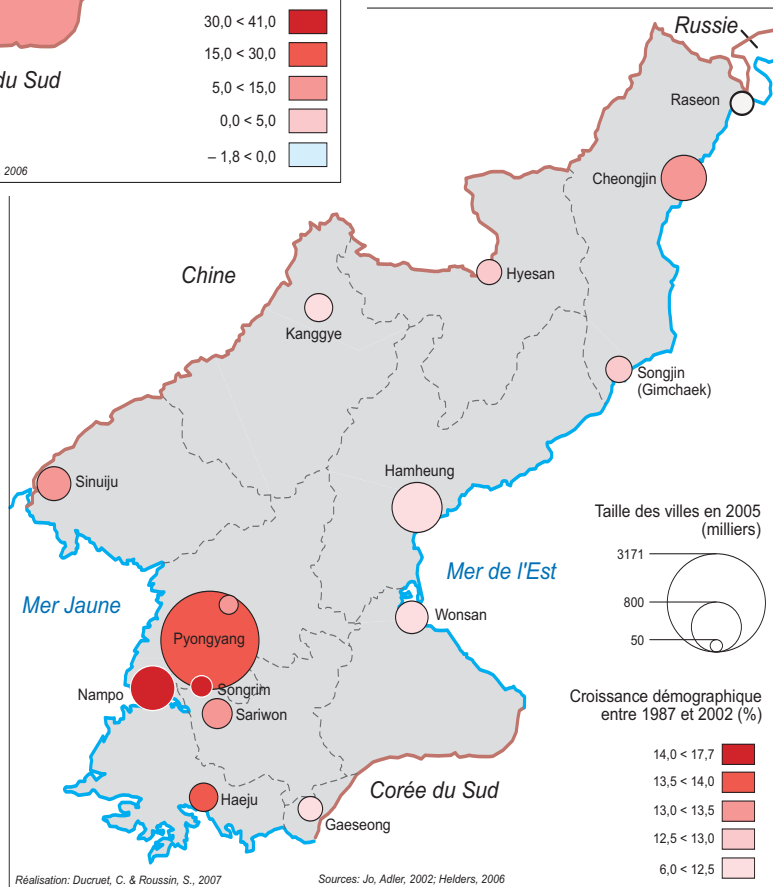 30,0 < 41,0
15,0 < 30,0
5,0 < 15,0
0,0 < 5,0
– 1,8 < 0,0
du Sud
2006
Russie
Raseon
Cheongjin
Chine
Hyesan
Kanggye
Songjin
(Gimchaek)
Sinuiju
Hamheung
Taille des villes en 2005
(milliers)
3171
800
50
Mer de l'Est
Mer Jaune
Wonsan
Pyongyang
Nampo
Songrim
Sariwon
Croissance démographique
entre 1987 et 2002 (%)
14,0 < 17,7
13,5 < 14,0
13,0 < 13,5
12,5 < 13,0
6,0 < 12,5
Haeju
Corée du Sud
Gaeseong
Réalisation: Ducruet, C. & Roussin, S., 2007
Sources: Jo, Adler, 2002; Helders, 2006